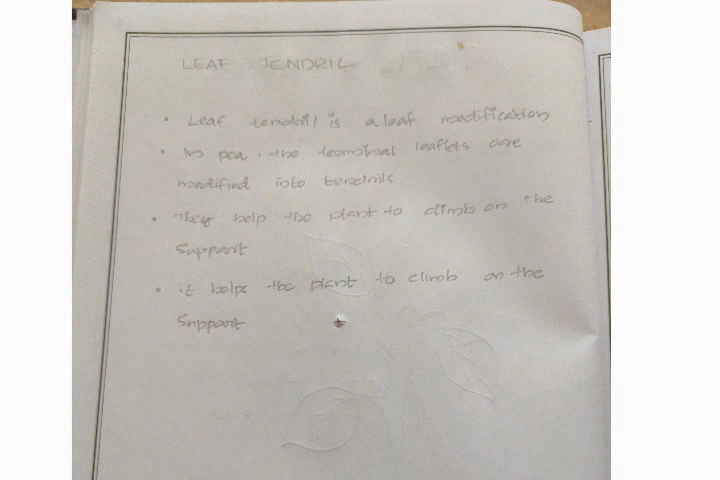 LEAF TENDRIL
• Leaf tendril is a leaf modification
• In pea, the terminal leaflets are
modified into tendrils
• They help the plant to climb on the
Support
• it helps the plant to climb on the
Support